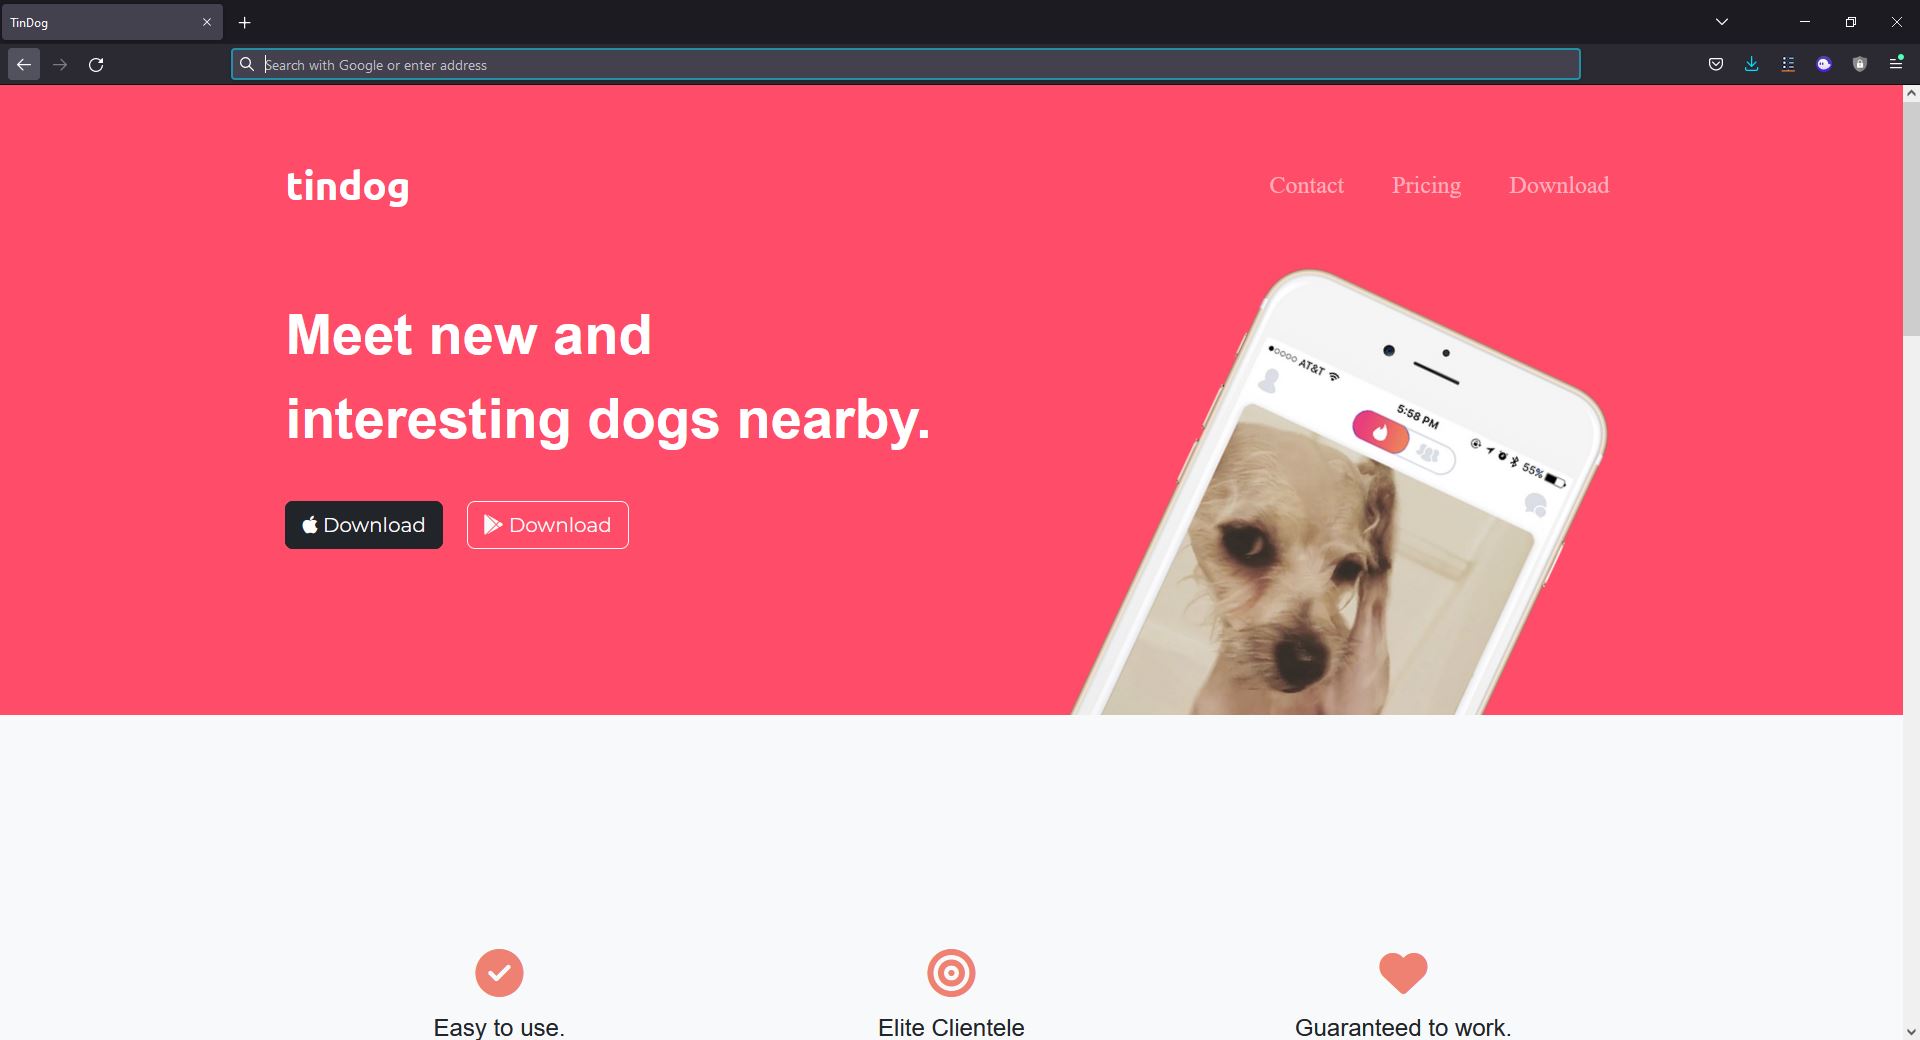 TinDog
Search with Google or enter address
tindog
Contact Pricing Download
Meet new and
interesting dogs nearby.
Download Download
AT&T
5:58 PM
55%
Easy to use.
Elite Clientele
Guaranteed to work.